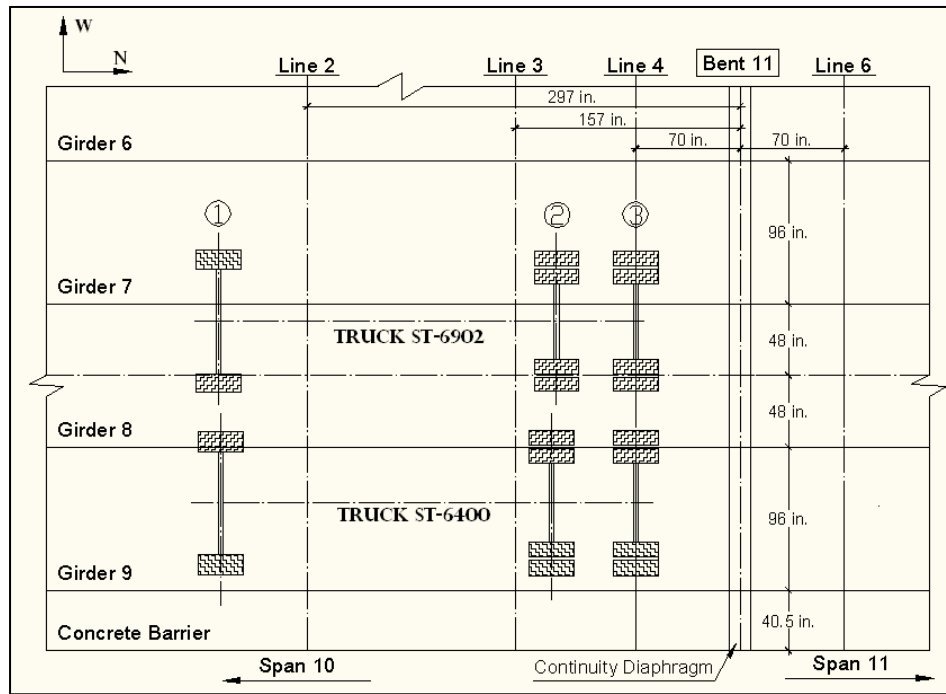 W
N
Line 2
Line 3
Line 4
Bent 11
Line 6
297 in.
157 in.
70 in.
70 in.
Girder 6
96 in.
1
2
3
Girder 7
TRUCK ST-6902
48 in.
48 in.
Girder 8
TRUCK ST-6400
96 in.
Girder 9
40.5 in.
Concrete Barrier
Span 10
Continuity Diaphragm
Span 11